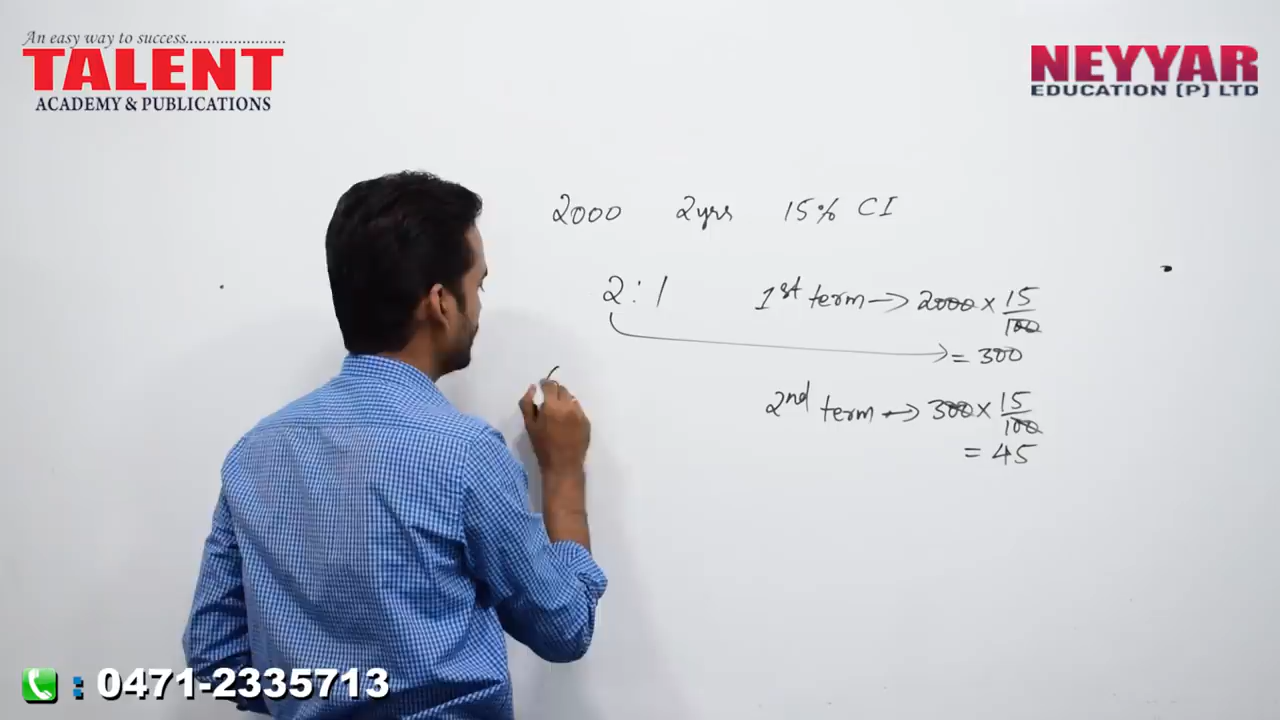 An easy way to success.......................
TALENT
ACADEMY & PUBLICATIONS
NEYYAR
EDUCATION (P) LTD
2000 2yrs 15% CI
2 : 1 1st term → 2000 × 15/100
= 300
2nd term → 300 × 15/100
= 45
: 0471-2335713